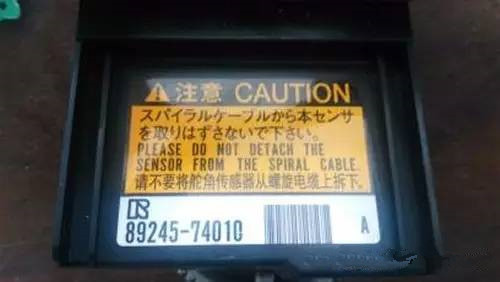 注意 CAUTION
スパイラルケーブルから本センサ
を取りはずさないで下さい。
PLEASE DO NOT DETACH THE
SENSOR FROM THE SPIRAL CABLE.
请不要将舵角传感器从螺旋电缆上拆下.
89245-74010
A